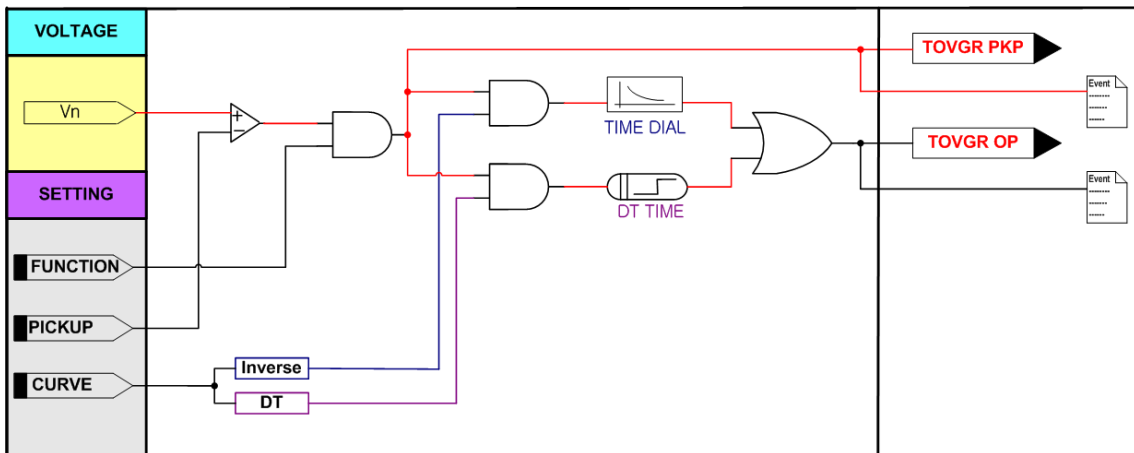 VOLTAGE
Vn
+
−
SETTING
FUNCTION
PICKUP
CURVE
Inverse
DT
TIME DIAL
DT TIME
TOVGR PKP
Event
TOVGR OP
Event